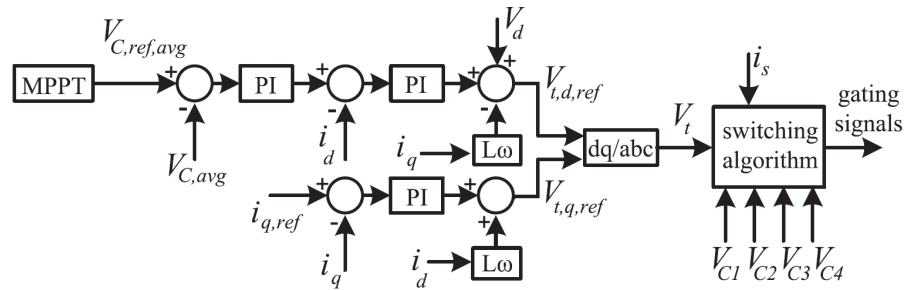 V_d
V_{C,ref,avg}
+
-
MPPT
PI
+
-
PI
+
+
-
V_{t,d,ref}
i_s
gating
signals
V_{C,avg}
i_d
i_q
Lω
dq/abc
V_t
switching
algorithm
i_{q,ref}
+
-
PI
+
+
V_{t,q,ref}
i_q
i_d
Lω
V_{C1}
V_{C2}
V_{C3}
V_{C4}